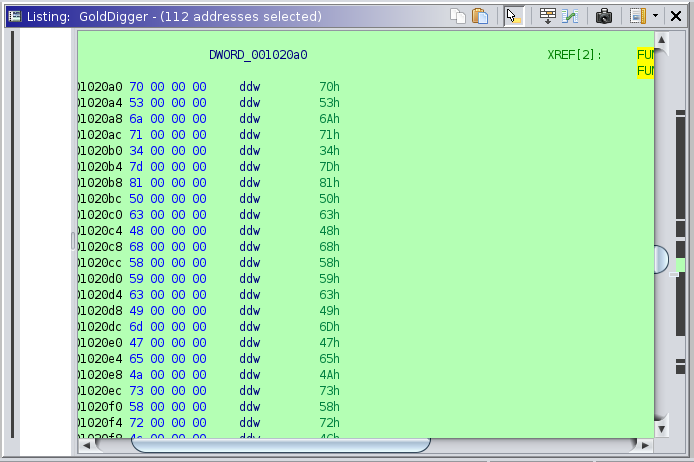 Listing: GoldDigger - (112 addresses selected)
DWORD_001020a0 XREF[2]: FUN
FUN
01020a0 70 00 00 00 ddw 70h
01020a4 53 00 00 00 ddw 53h
01020a8 6a 00 00 00 ddw 6Ah
01020ac 71 00 00 00 ddw 71h
01020b0 34 00 00 00 ddw 34h
01020b4 7d 00 00 00 ddw 7Dh
01020b8 81 00 00 00 ddw 81h
01020bc 50 00 00 00 ddw 50h
01020c0 63 00 00 00 ddw 63h
01020c4 48 00 00 00 ddw 48h
01020c8 68 00 00 00 ddw 68h
01020cc 58 00 00 00 ddw 58h
01020d0 59 00 00 00 ddw 59h
01020d4 63 00 00 00 ddw 63h
01020d8 49 00 00 00 ddw 49h
01020dc 6d 00 00 00 ddw 6Dh
01020e0 47 00 00 00 ddw 47h
01020e4 65 00 00 00 ddw 65h
01020e8 4a 00 00 00 ddw 4Ah
01020ec 73 00 00 00 ddw 73h
01020f0 58 00 00 00 ddw 58h
01020f4 72 00 00 00 ddw 72h
01020f8 4c 00 00 00 ddw 4Ch